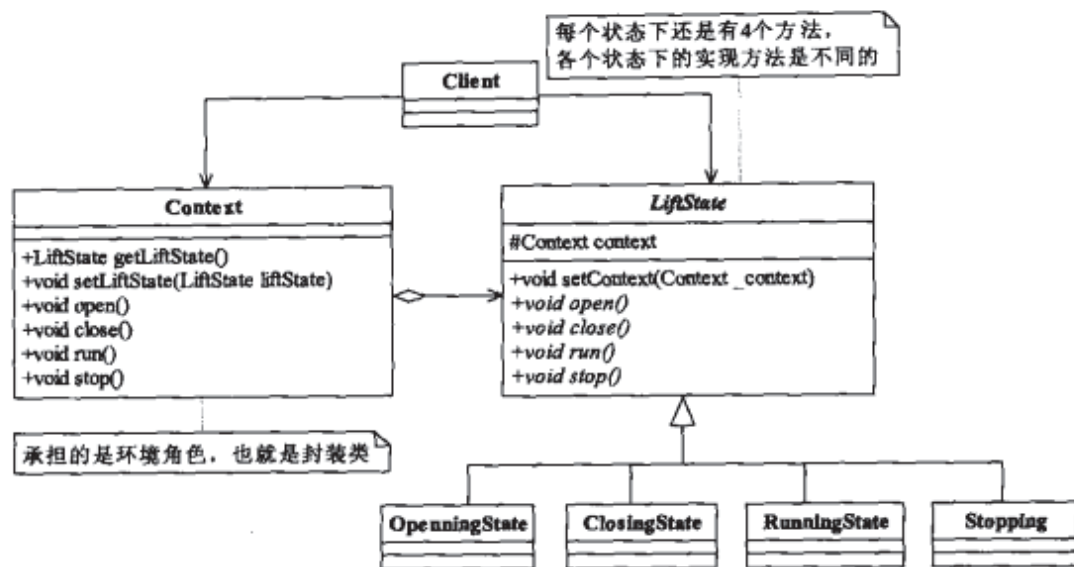 每个状态下还是有4个方法，
各个状态下的实现方法是不同的
Client
Context
+LiftState getLiftState()
+void setLiftState(LiftState liftState)
+void open()
+void close()
+void run()
+void stop()
LiftState
#Context context
+void setContext(Context _context)
+void open()
+void close()
+void run()
+void stop()
承担的是环境角色，也就是封装类
OpenningState
ClosingState
RunningState
Stopping